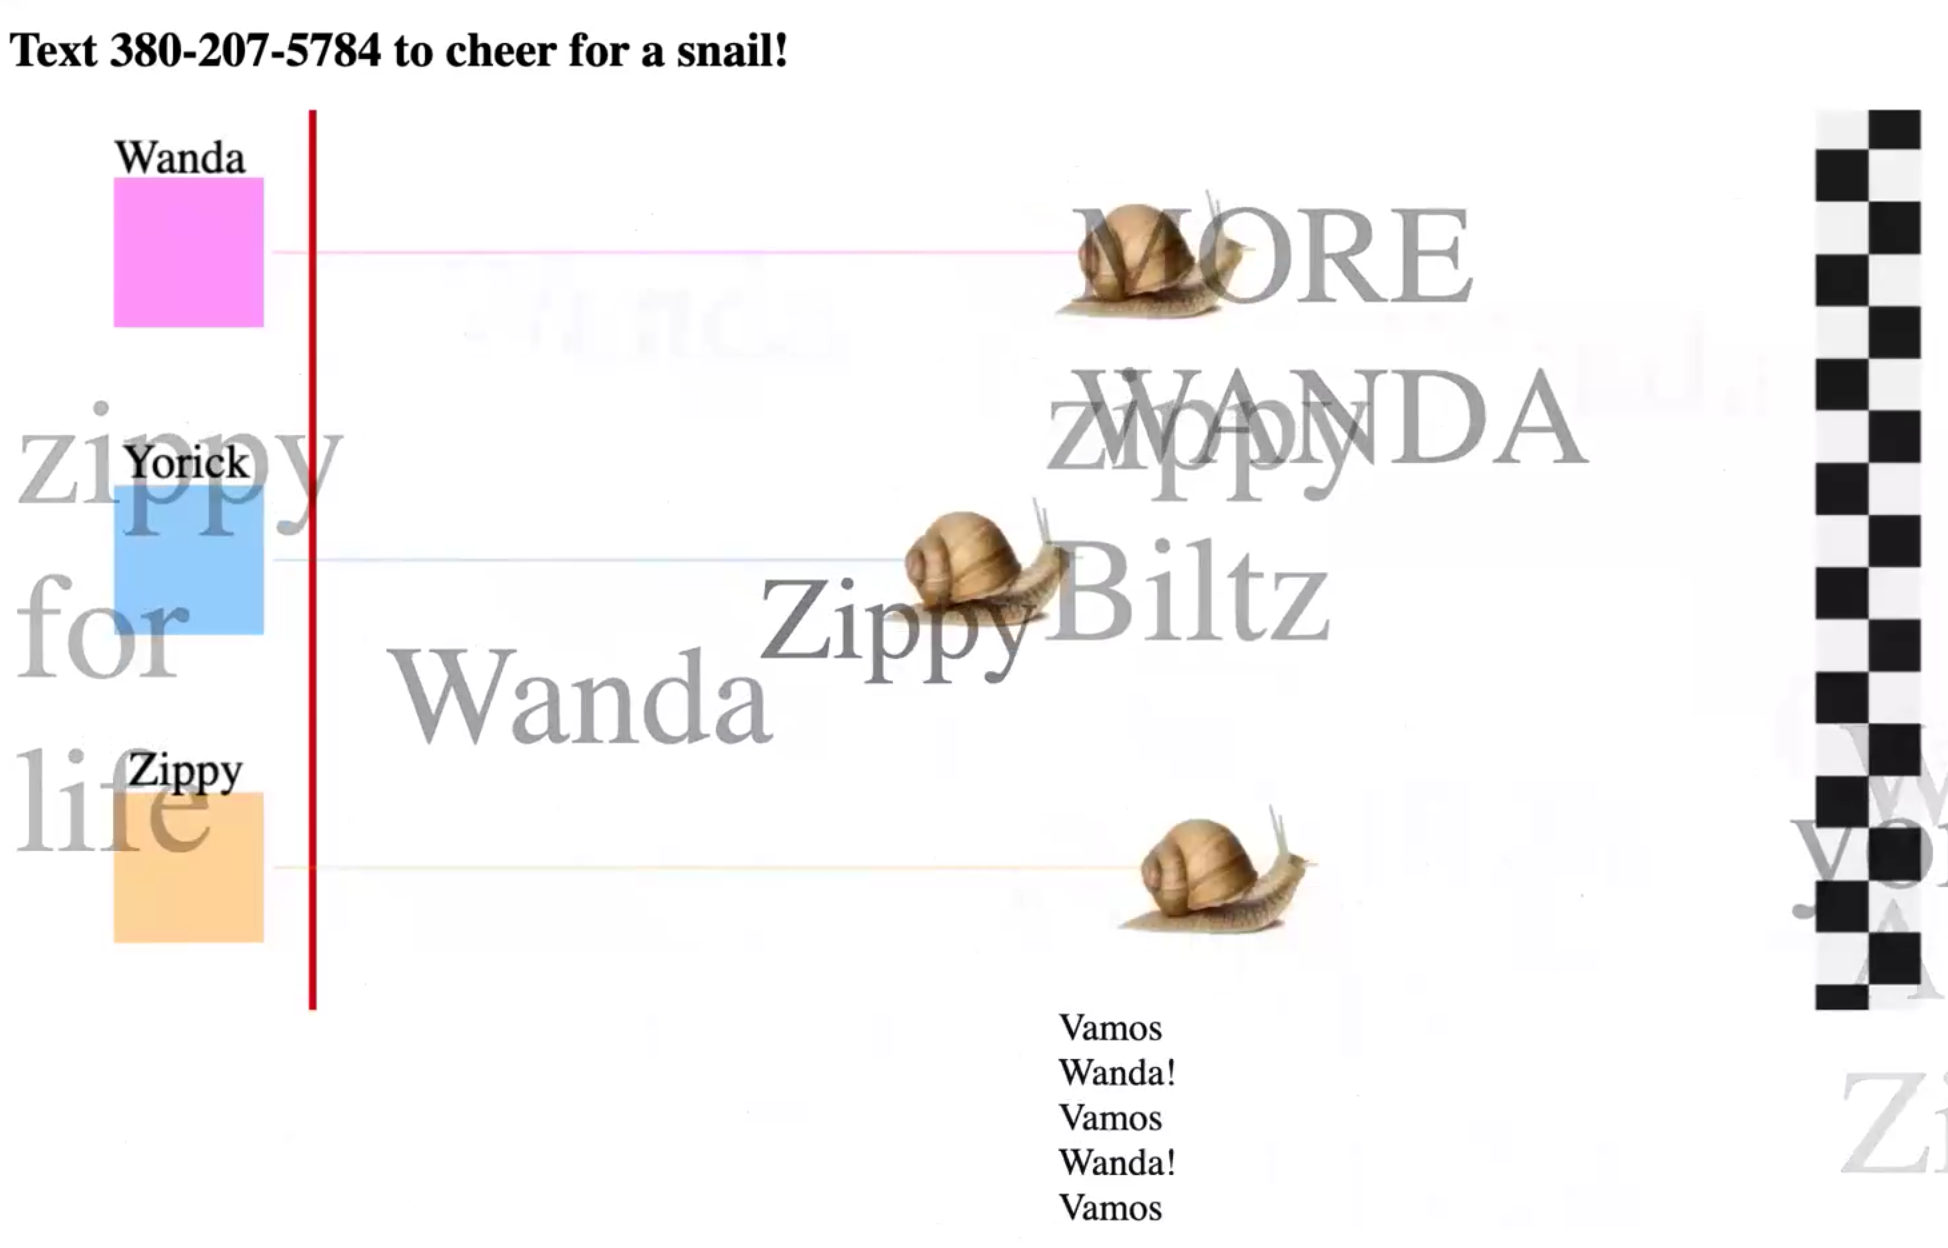 Text 380-207-5784 to cheer for a snail!
Wanda
MORE
WANDA
zippy
zippy
for
life
Yorick
Biltz
Zippy
Wanda
Zippy
Vamos
Wanda!
Vamos
Wanda!
Vamos